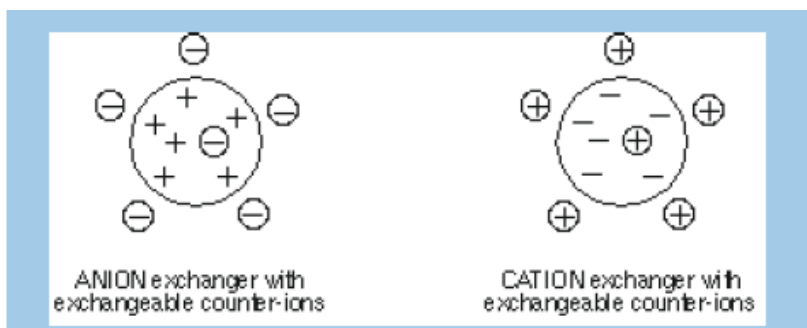 ANION exchanger with
exchangeable counter-ions
CATION exchanger with
exchangeable counter-ions